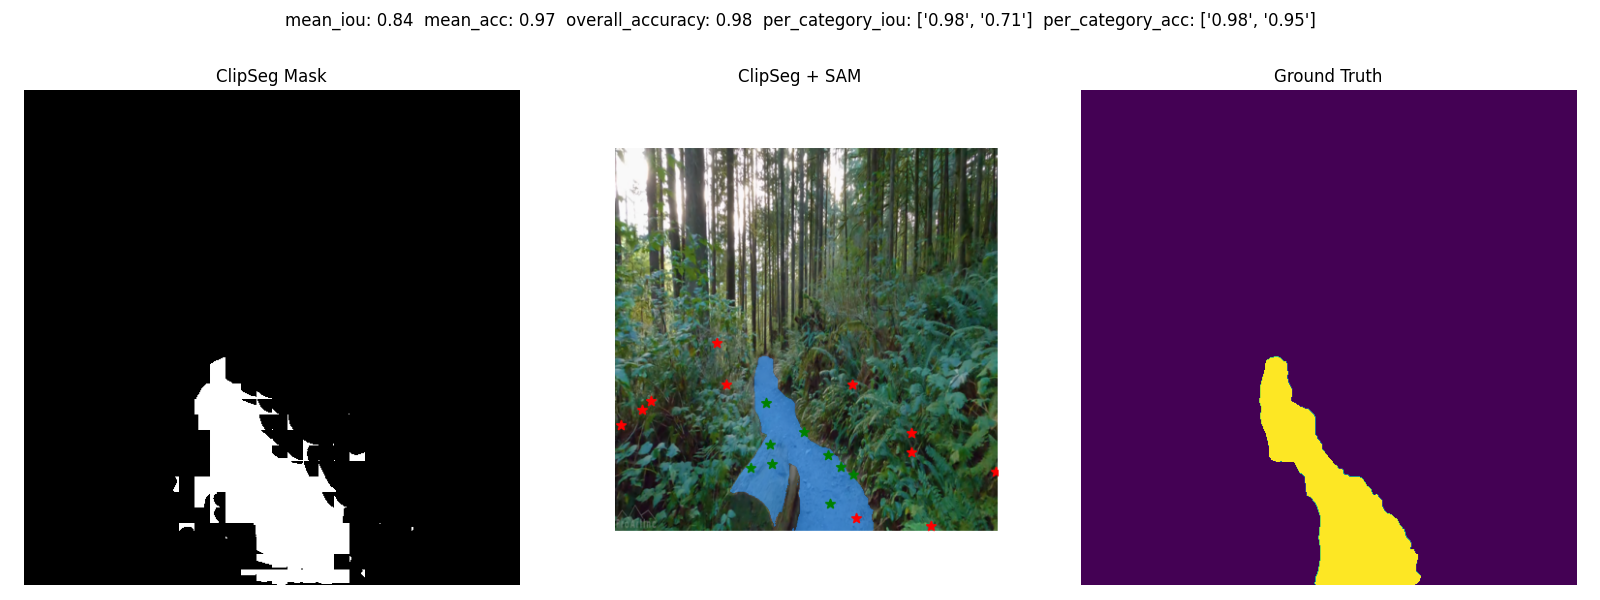 mean_iou: 0.84  mean_acc: 0.97  overall_accuracy: 0.98  per_category_iou: ['0.98', '0.71']  per_category_acc: ['0.98', '0.95']
ClipSeg Mask
ClipSeg + SAM
Ground Truth